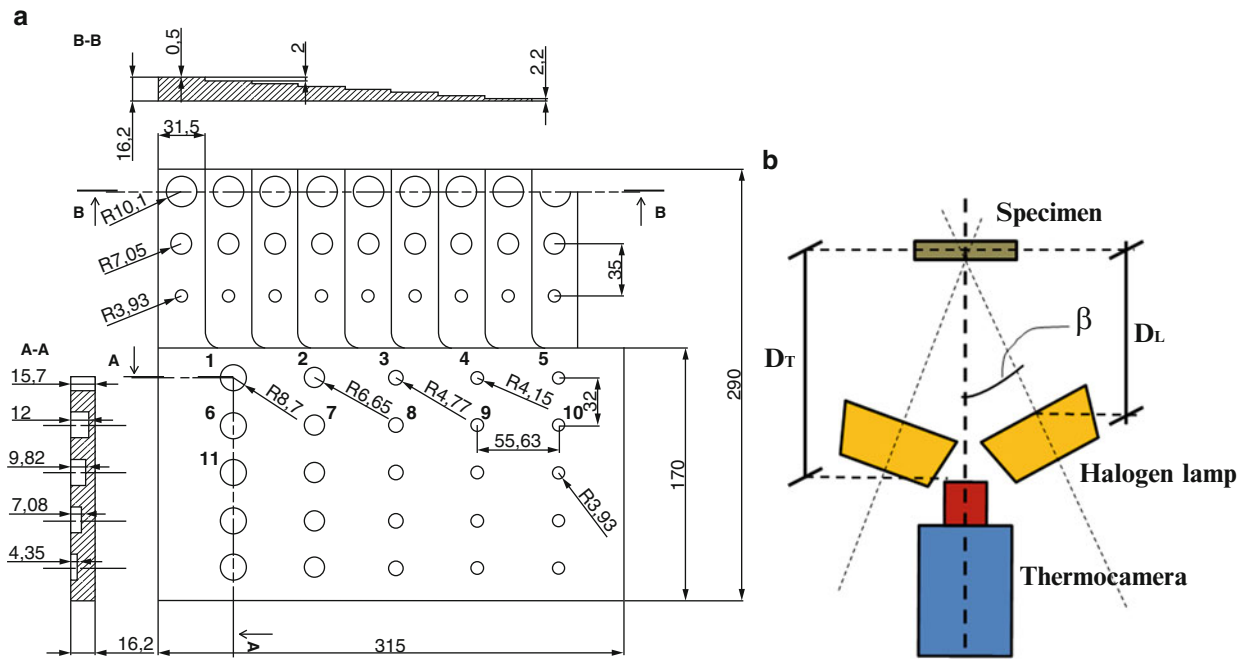 a
B-B
0,5
2
2,2
16,2
31,5
B
B
R10,1
R7,05
R3,93
35
A-A
A
15,7
12
9,82
7,08
4,35
1
2
3
4
5
R8,7
R6,65
R4,77
R4,15
32
6
7
8
9
10
55,63
11
R3,93
170
290
16,2
A
315
b
Specimen
β
D_T
D_L
Halogen lamp
Thermocamera